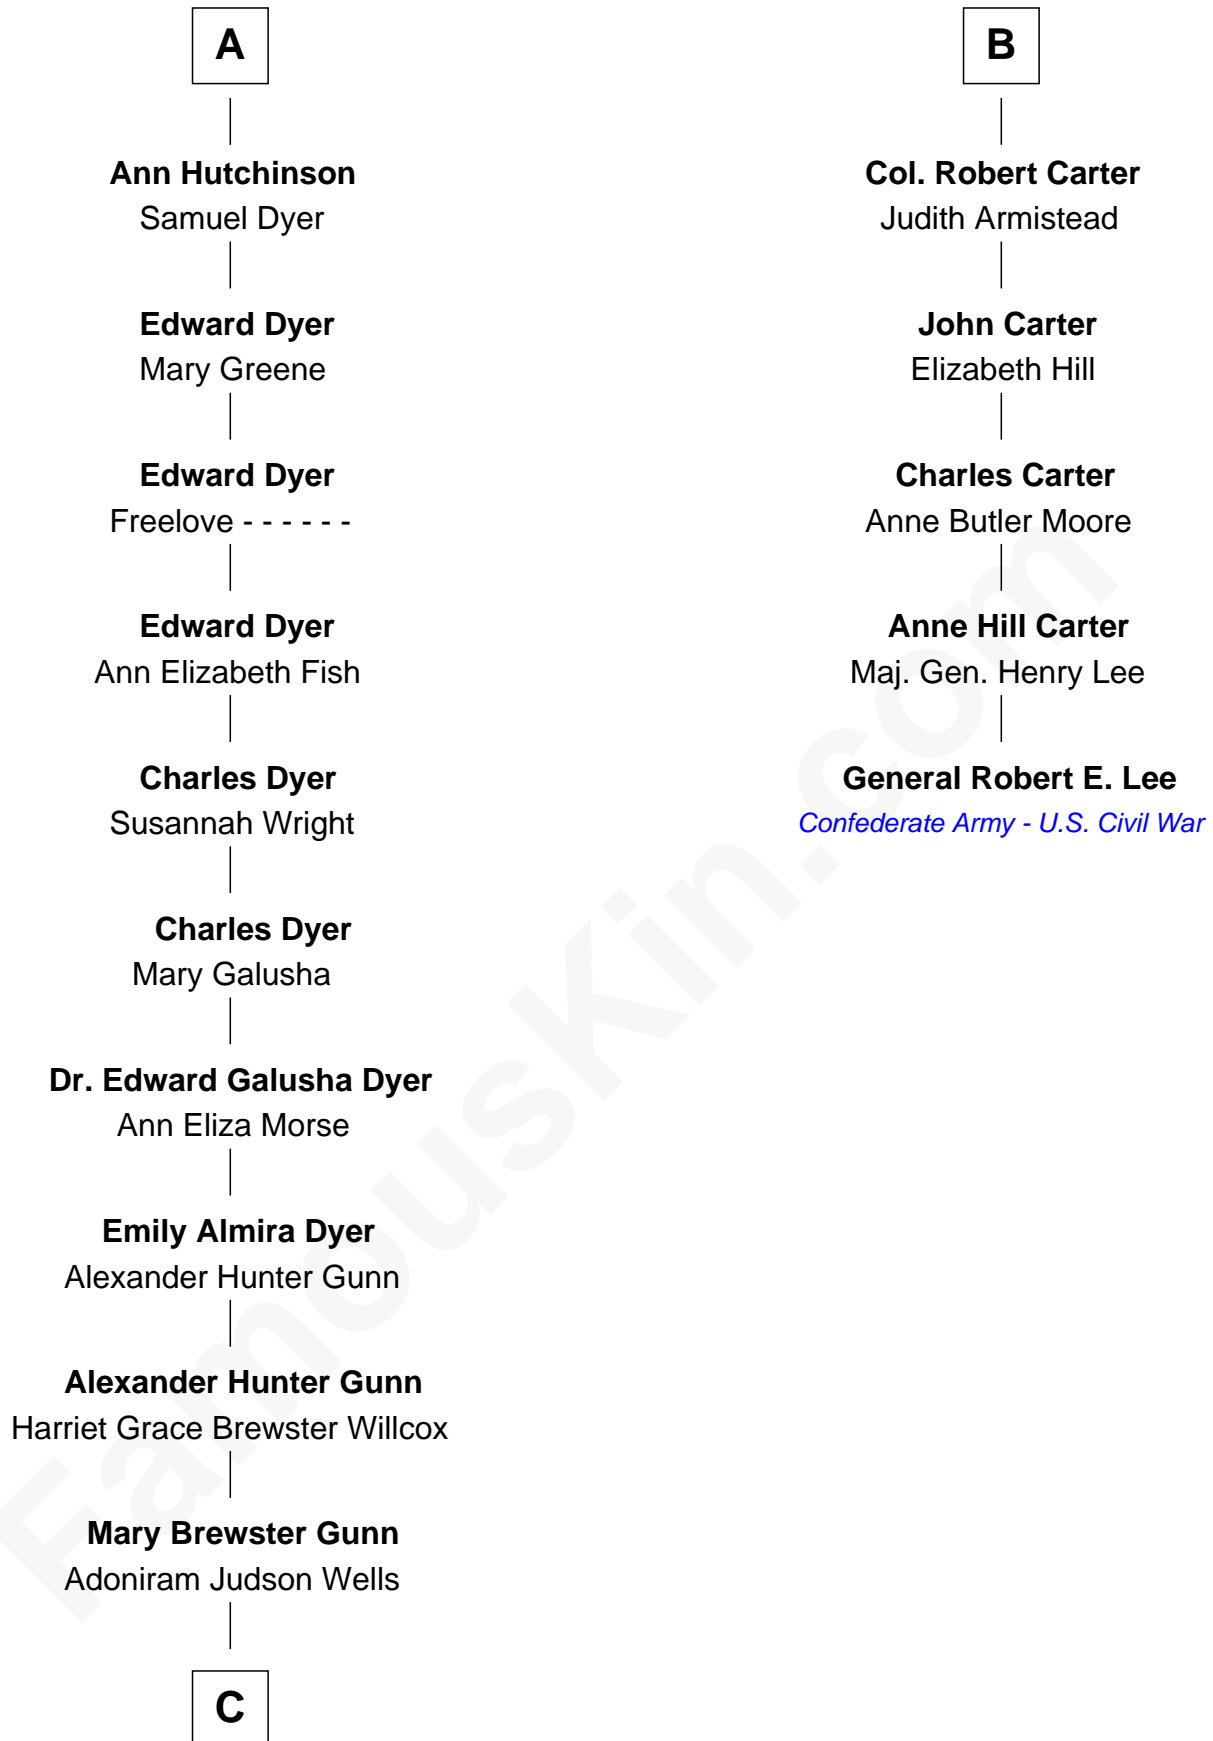 A
Ann Hutchinson
Samuel Dyer
Edward Dyer
Mary Greene
Edward Dyer
Freelove - - - - - -
Edward Dyer
Ann Elizabeth Fish
Charles Dyer
Susannah Wright
Charles Dyer
Mary Galusha
Dr. Edward Galusha Dyer
Ann Eliza Morse
Emily Almira Dyer
Alexander Hunter Gunn
Alexander Hunter Gunn
Harriet Grace Brewster Willcox
Mary Brewster Gunn
Adoniram Judson Wells
C
B
Col. Robert Carter
Judith Armistead
John Carter
Elizabeth Hill
Charles Carter
Anne Butler Moore
Anne Hill Carter
Maj. Gen. Henry Lee
General Robert E. Lee
Confederate Army - U.S. Civil War
FamousKin.com